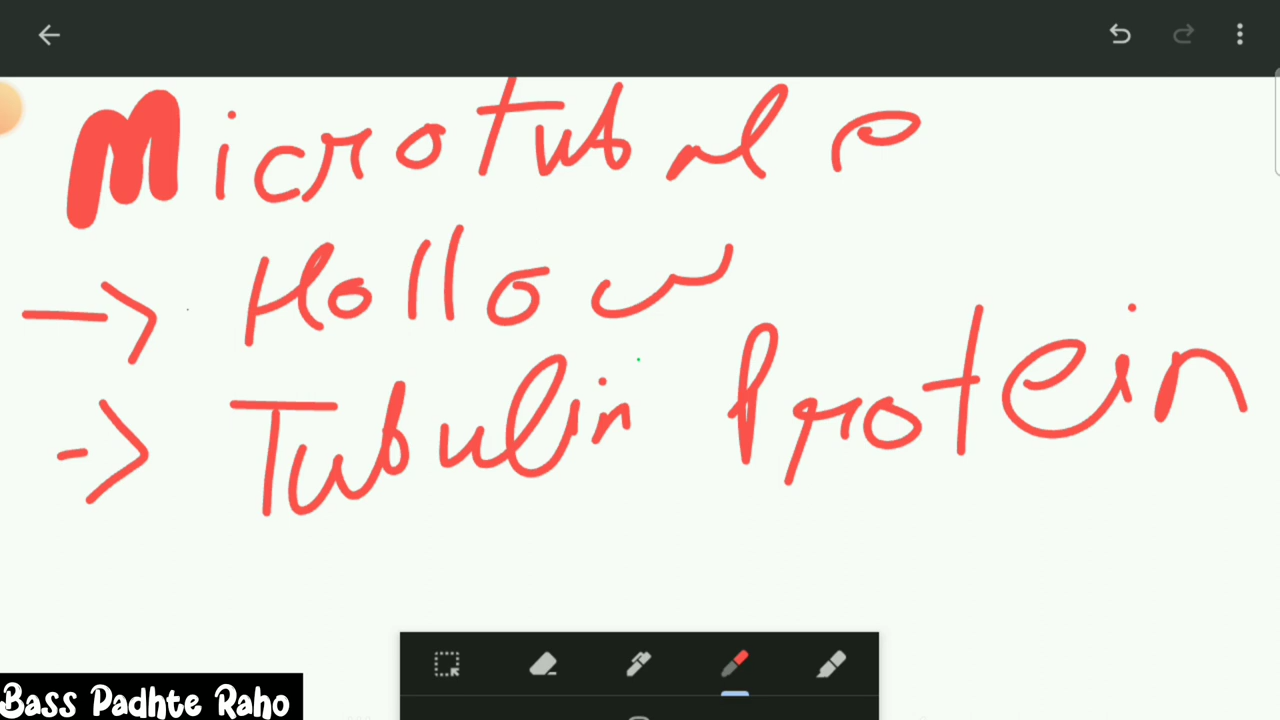 Microtubule
→ Hollow
→ Tubulin Protein
Bass Padhte Raho